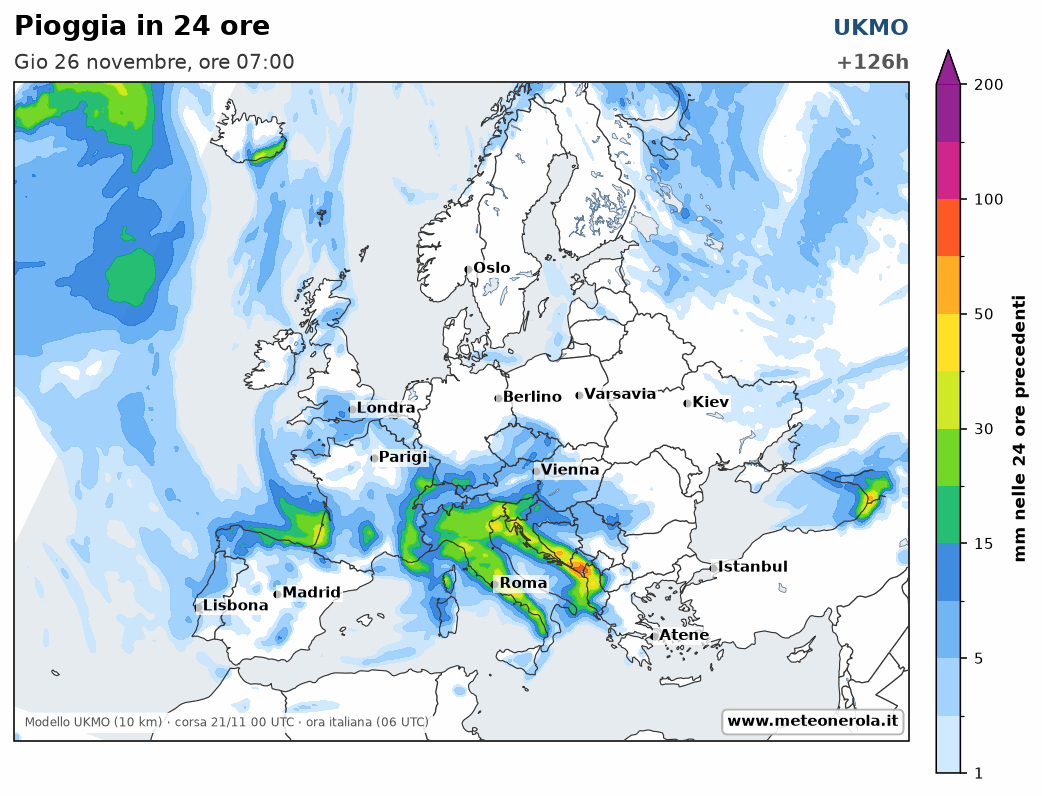 Pioggia in 24 ore
UKMO
Gio 26 novembre, ore 07:00
+126h
Oslo
Berlino
Varsavia
Kiev
Londra
Parigi
Vienna
Istanbul
Roma
Madrid
Lisbona
Atene
Modello UKMO (10 km) · corsa 21/11 00 UTC · ora italiana (06 UTC)
www.meteonerola.it
200
100
50
30
15
5
1
mm nelle 24 ore precedenti